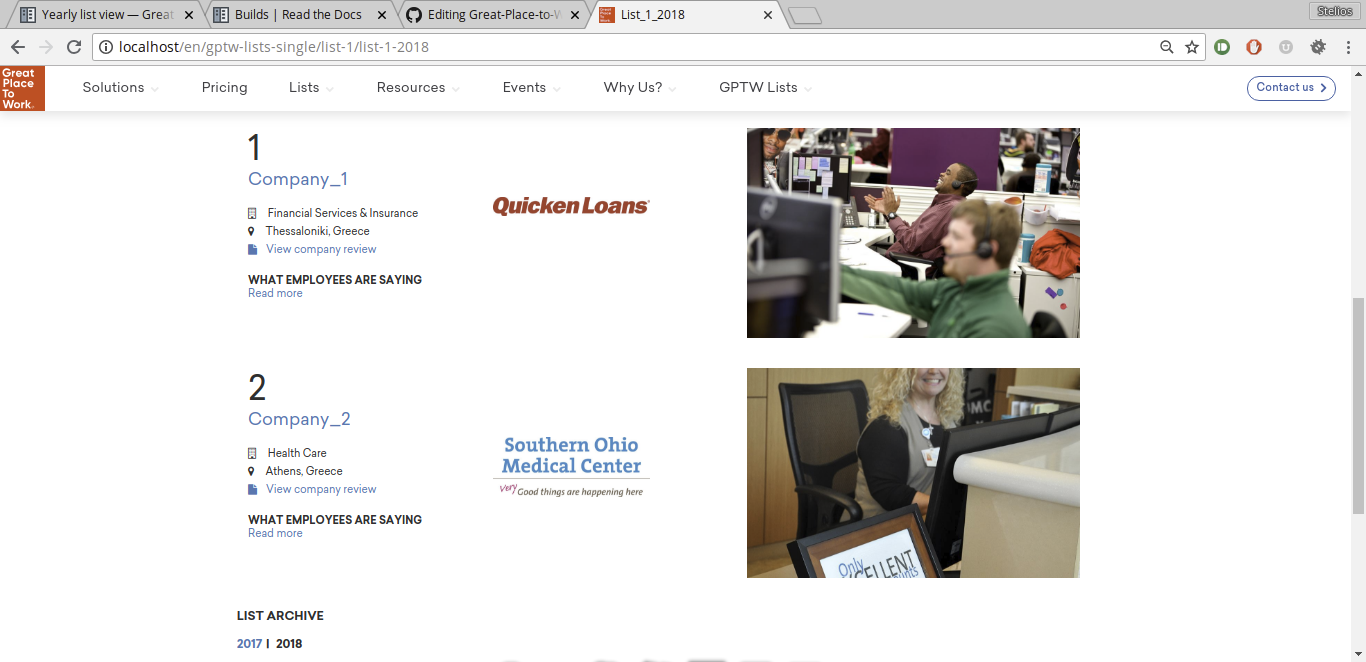 Yearly list view — Great
Builds | Read the Docs
Editing Great-Place-to-W
List_1_2018
Stelios
localhost/en/gptw-lists-single/list-1/list-1-2018
Great
Place
To
Work.
Solutions
Pricing
Lists
Resources
Events
Why Us?
GPTW Lists
Contact us
1
Company_1
Financial Services & Insurance
Thessaloniki, Greece
View company review
WHAT EMPLOYEES ARE SAYING
Read more
Quicken Loans
2
Company_2
Health Care
Athens, Greece
View company review
WHAT EMPLOYEES ARE SAYING
Read more
Southern Ohio
Medical Center
Very Good things are happening here
MC
Only
LIST ARCHIVE
2017 | 2018